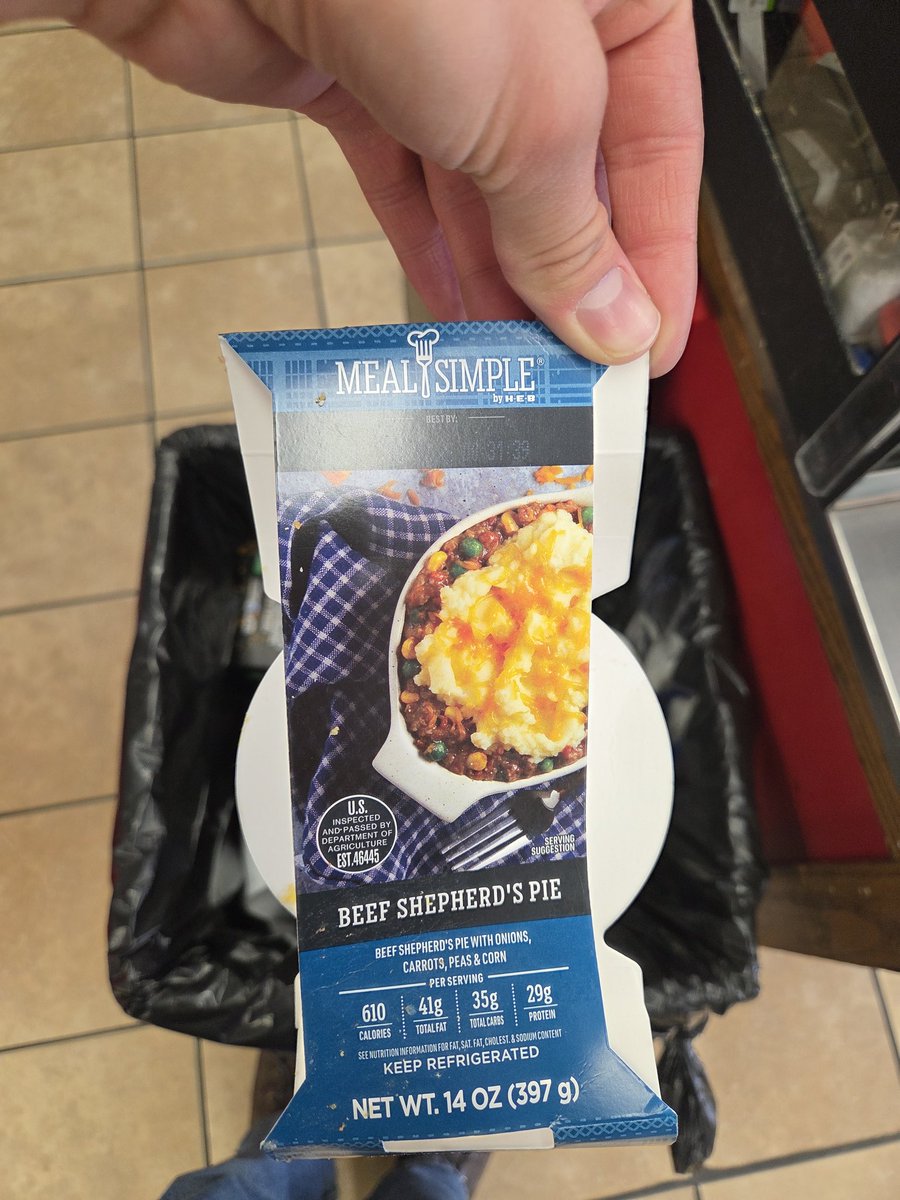 MEAL SIMPLE®
by H-E-B
BEST BY:
U.S.
INSPECTED
AND PASSED BY
DEPARTMENT OF
AGRICULTURE
EST.46445
SERVING
SUGGESTION
BEEF SHEPHERD'S PIE
BEEF SHEPHERD'S PIE WITH ONIONS,
CARROTS, PEAS & CORN
PER SERVING
610 41g 35g 29g
CALORIES TOTAL FAT TOTAL CARBS PROTEIN
SEE NUTRITION INFORMATION FOR FAT, SAT. FAT, CHOLEST. & SODIUM CONTENT
KEEP REFRIGERATED
NET WT. 14 OZ (397 g)